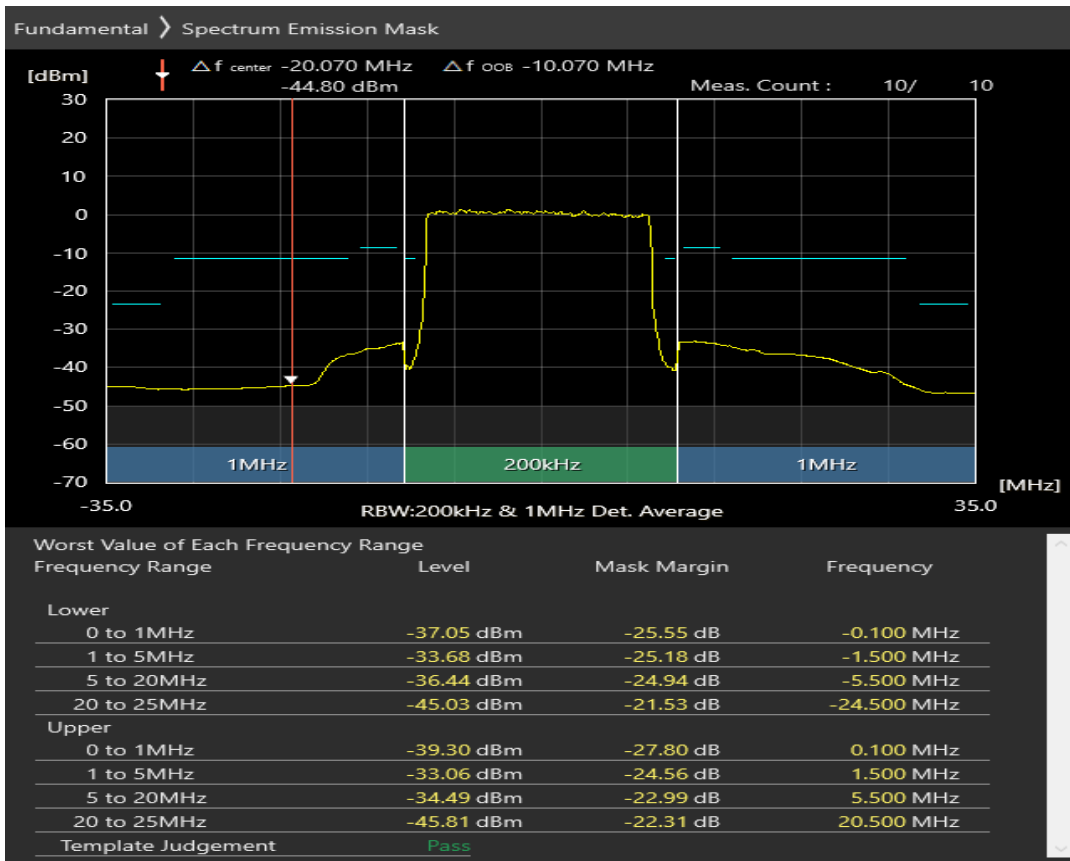 Fundamental ❯ Spectrum Emission Mask
△f center -20.070 MHz △f OOB -10.070 MHz
[dBm]
-44.80 dBm
Meas. Count : 10/ 10
30
20
10
0
-10
-20
-30
-40
-50
-60
-70
1MHz 200kHz 1MHz
[MHz]
-35.0 RBW:200kHz & 1MHz Det. Average 35.0
Worst Value of Each Frequency Range
Frequency Range Level Mask Margin Frequency
Lower
0 to 1MHz -37.05 dBm -25.55 dB -0.100 MHz
1 to 5MHz -33.68 dBm -25.18 dB -1.500 MHz
5 to 20MHz -36.44 dBm -24.94 dB -5.500 MHz
20 to 25MHz -45.03 dBm -21.53 dB -24.500 MHz
Upper
0 to 1MHz -39.30 dBm -27.80 dB 0.100 MHz
1 to 5MHz -33.06 dBm -24.56 dB 1.500 MHz
5 to 20MHz -34.49 dBm -22.99 dB 5.500 MHz
20 to 25MHz -45.81 dBm -22.31 dB 20.500 MHz
Template Judgement Pass